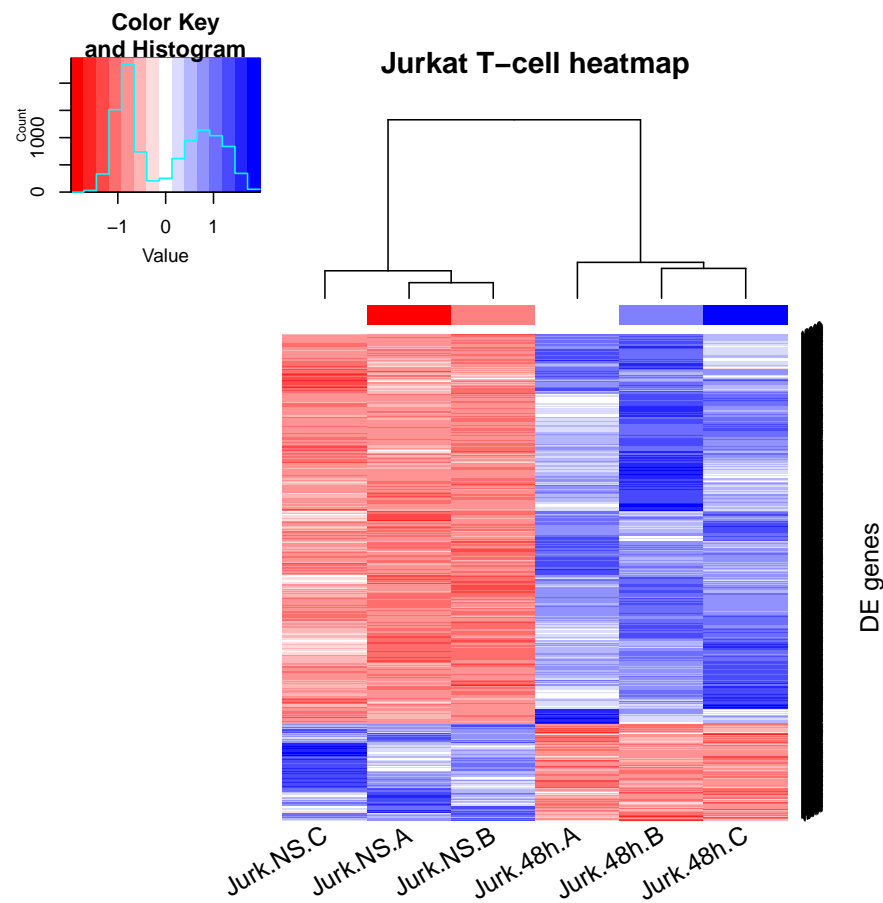 Color Key
and Histogram
Count
0
1000
−1
0
1
Value
Jurkat T−cell heatmap
DE genes
Jurk.NS.C
Jurk.NS.A
Jurk.NS.B
Jurk.48h.A
Jurk.48h.B
Jurk.48h.C